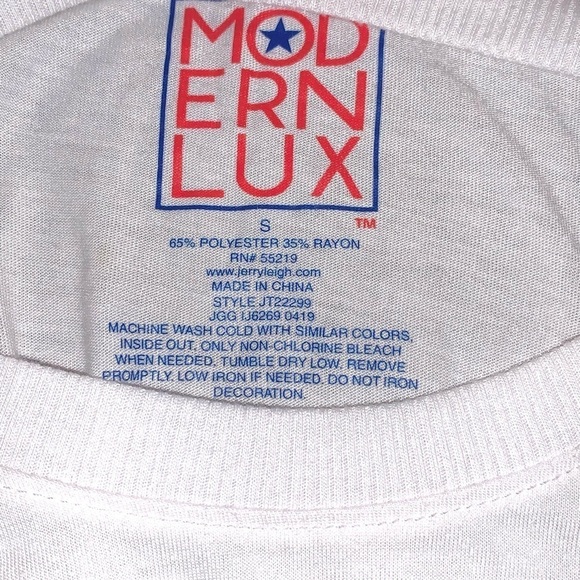 MOD
ERN
LUX
TM
S
65% POLYESTER 35% RAYON
RN# 55219
www.jerryleigh.com
MADE IN CHINA
STYLE JT22299
JGG IJ6269 0419
MACHINE WASH COLD WITH SIMILAR COLORS,
INSIDE OUT. ONLY NON-CHLORINE BLEACH
WHEN NEEDED. TUMBLE DRY LOW. REMOVE
PROMPTLY. LOW IRON IF NEEDED. DO NOT IRON
DECORATION.